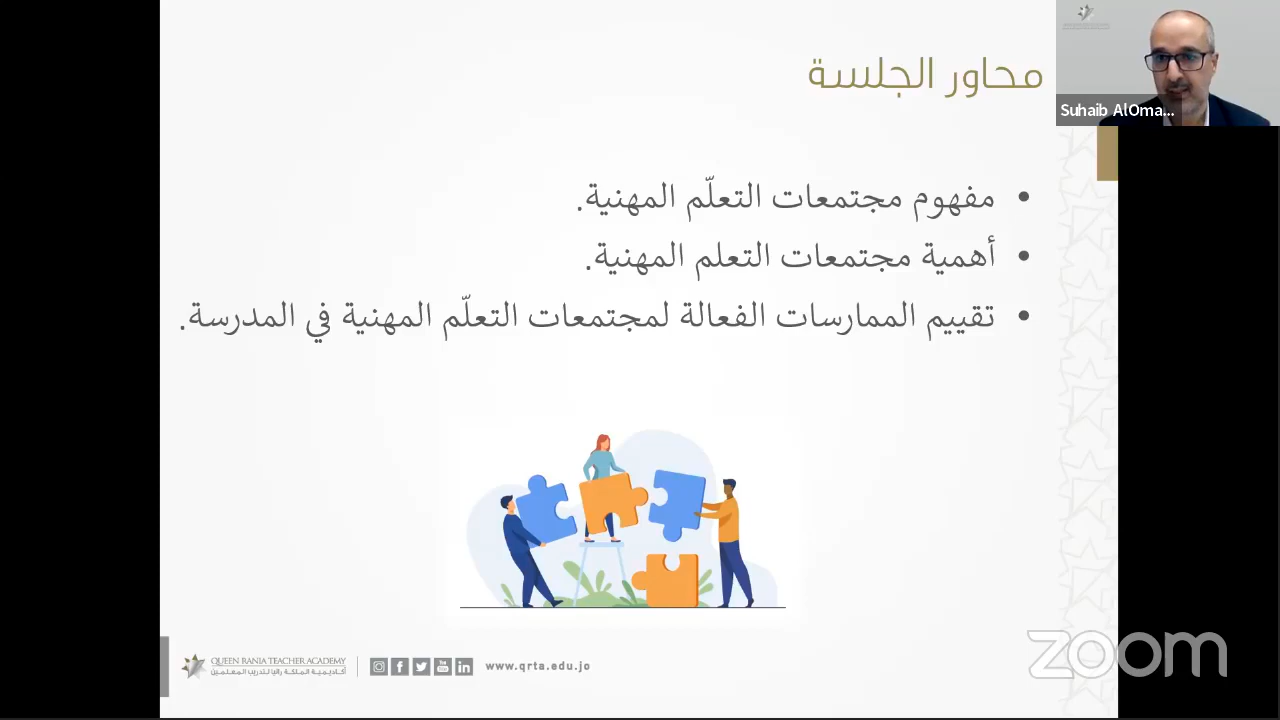 محاور الجلسة
Suhaib AlOma...
• مفهوم مجتمعات التعلّم المهنية.
• أهمية مجتمعات التعلم المهنية.
• تقييم الممارسات الفعالة لمجتمعات التعلّم المهنية في المدرسة.
QUEEN RANIA TEACHER ACADEMY
أكاديمية الملكة رانيا لتدريب المعلمين
www.qrta.edu.jo
zoom